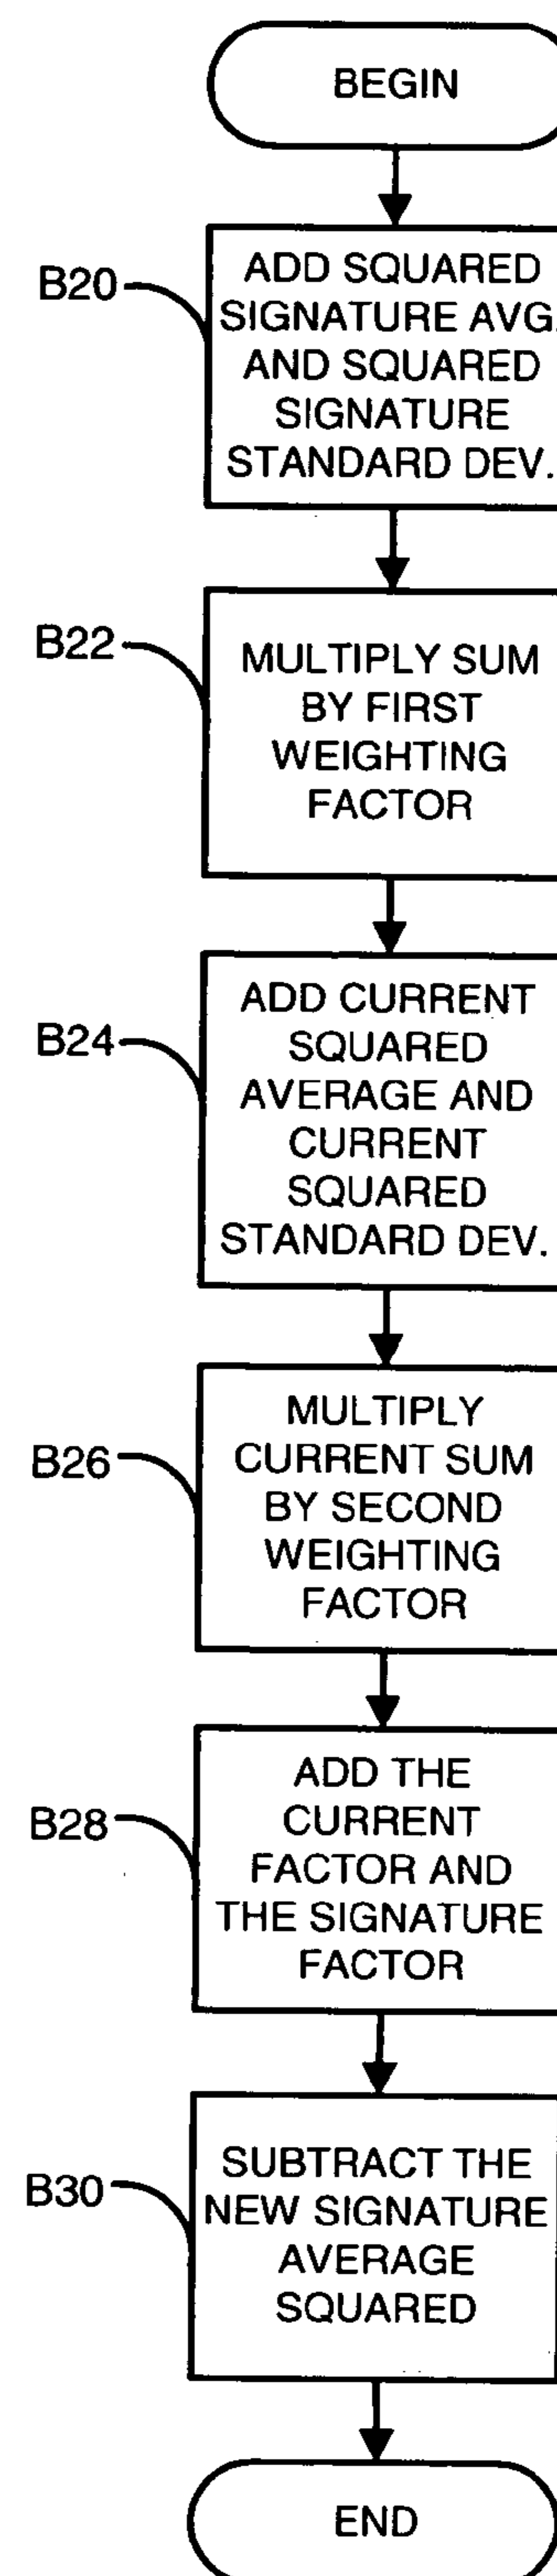 BEGIN
B20
ADD SQUARED
SIGNATURE AVG.
AND SQUARED
SIGNATURE
STANDARD DEV.
B22
MULTIPLY SUM
BY FIRST
WEIGHTING
FACTOR
B24
ADD CURRENT
SQUARED
AVERAGE AND
CURRENT
SQUARED
STANDARD DEV.
B26
MULTIPLY
CURRENT SUM
BY SECOND
WEIGHTING
FACTOR
B28
ADD THE
CURRENT
FACTOR AND
THE SIGNATURE
FACTOR
B30
SUBTRACT THE
NEW SIGNATURE
AVERAGE
SQUARED
END